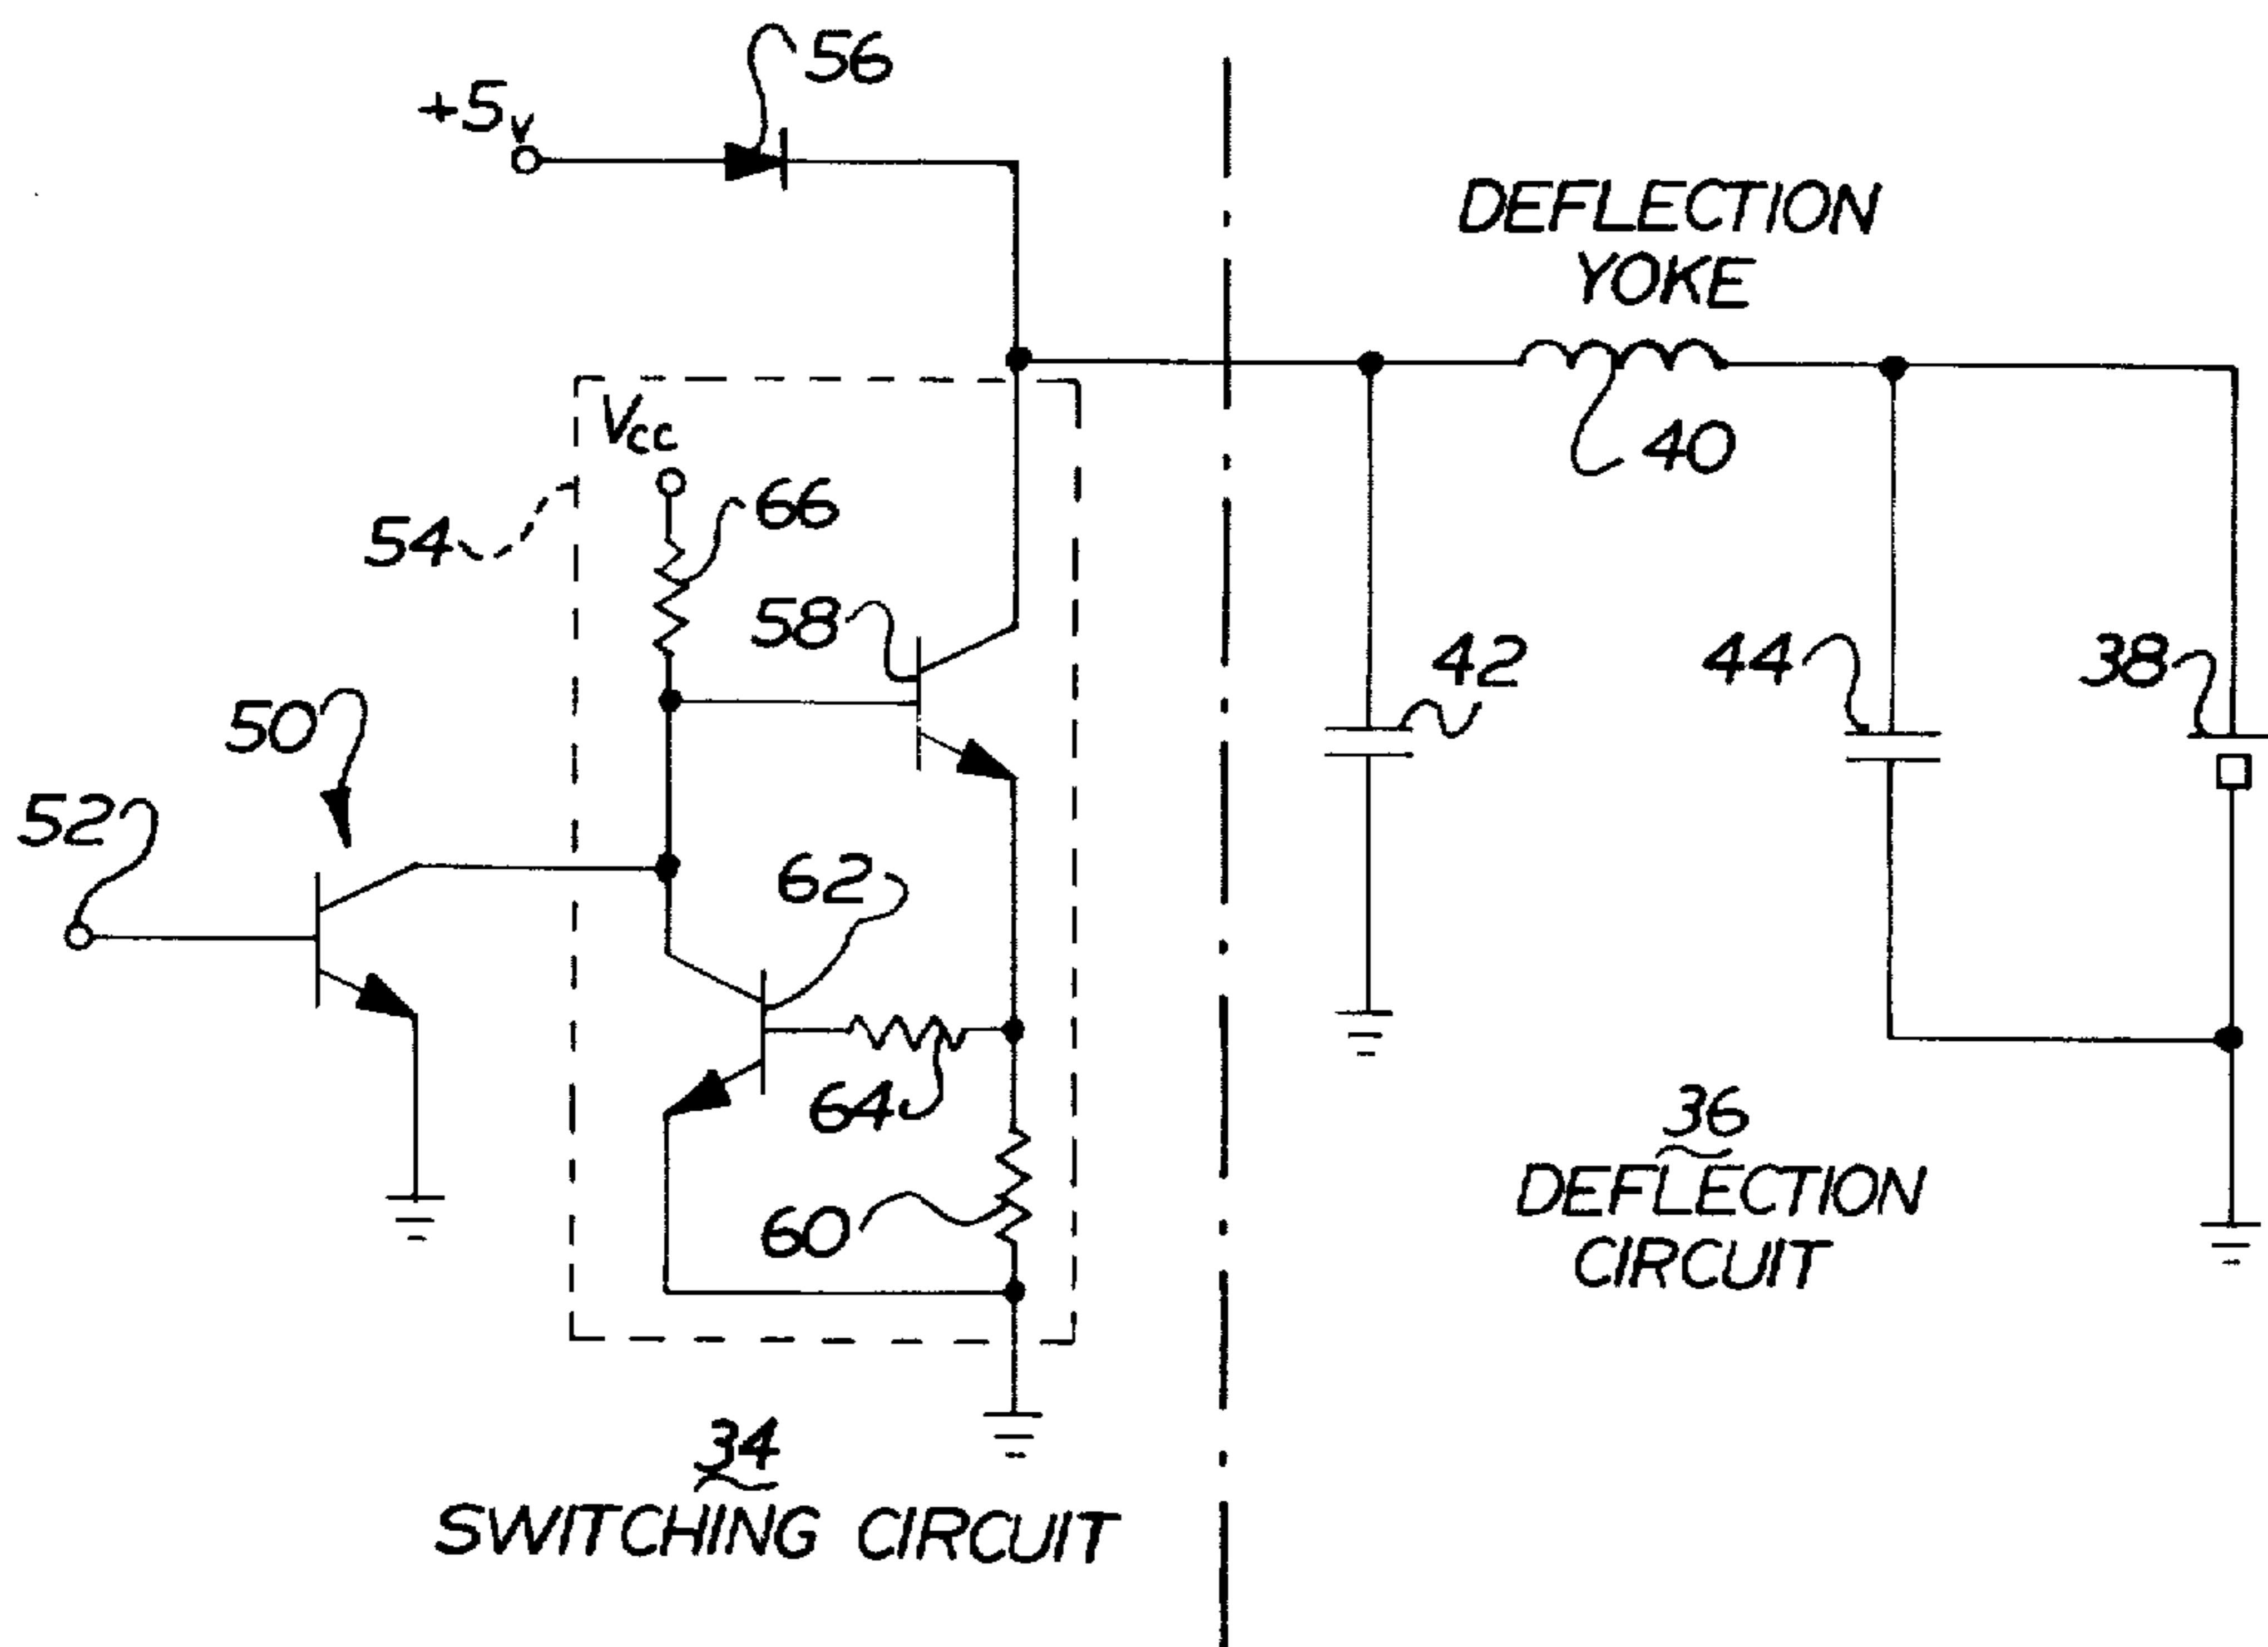 56
+5v
DEFLECTION
YOKE
40
Vcc
66
54
58
42
44
38
50
52
62
64
36
DEFLECTION
CIRCUIT
60
34
SWITCHING CIRCUIT